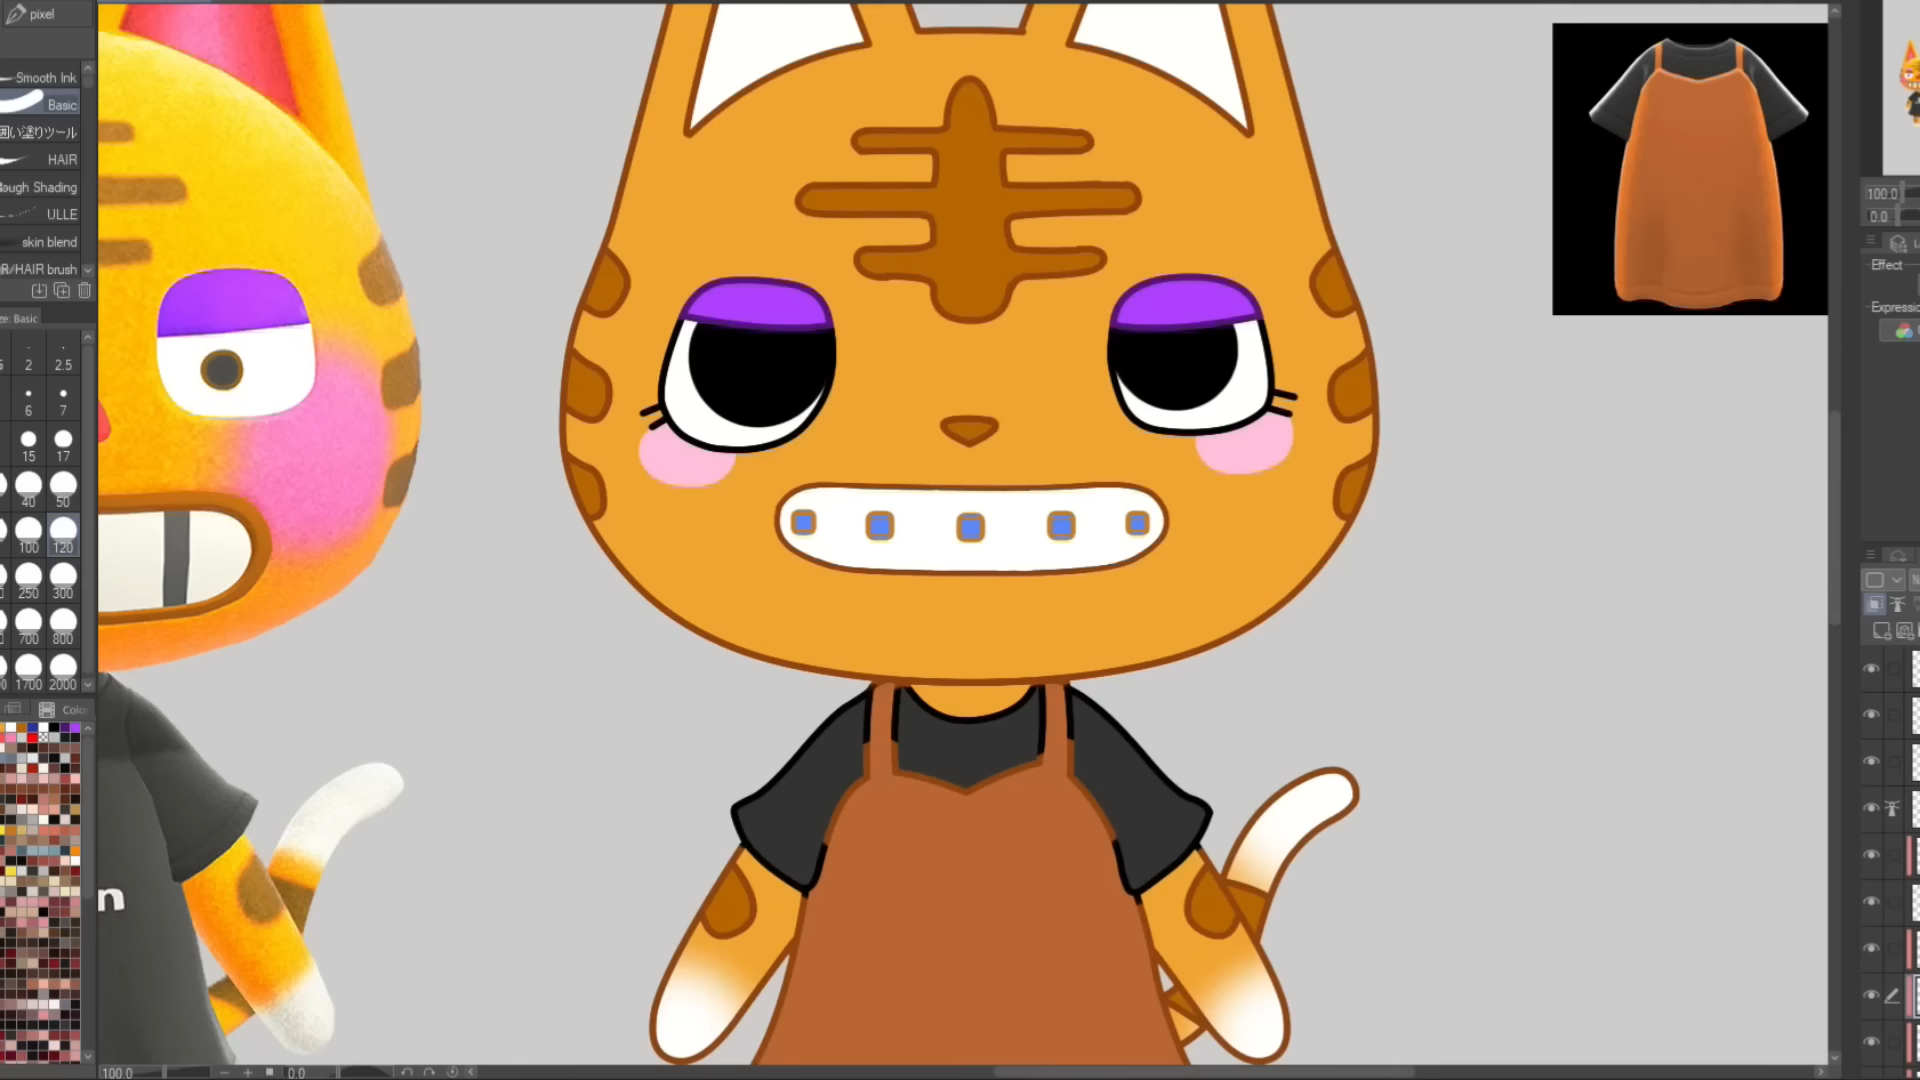 pixel
Smooth Ink
Basic
囲い塗りツール
HAIR
Rough Shading
ULLE
skin blend
HAIR brush
Basic
2
2.5
6
7
15
17
40
50
100
120
250
300
700
800
1700
2000
Color
n
100.0
0.0
100.0
0.0
Effect
Expressio